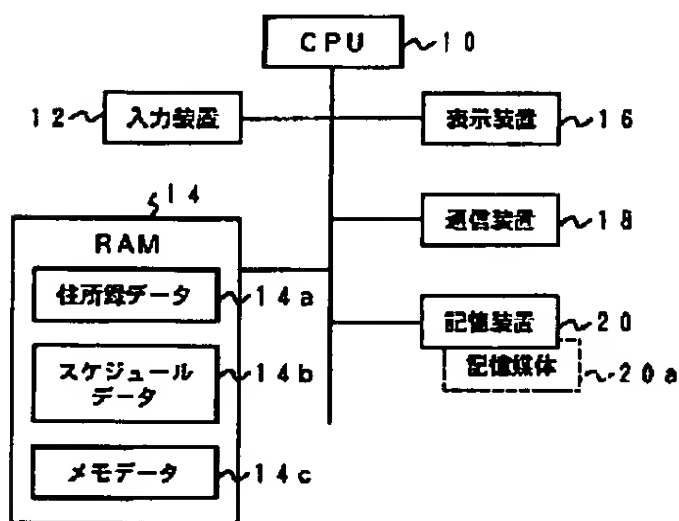 CPU 10
12 入力装置
表示装置 16
14
RAM
通信装置 18
住所録データ 14a
記憶装置 20
スケジュール
データ 14b
記憶媒体 20a
メモデータ 14c